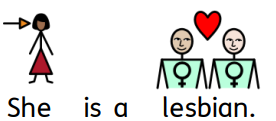 She is a lesbian.